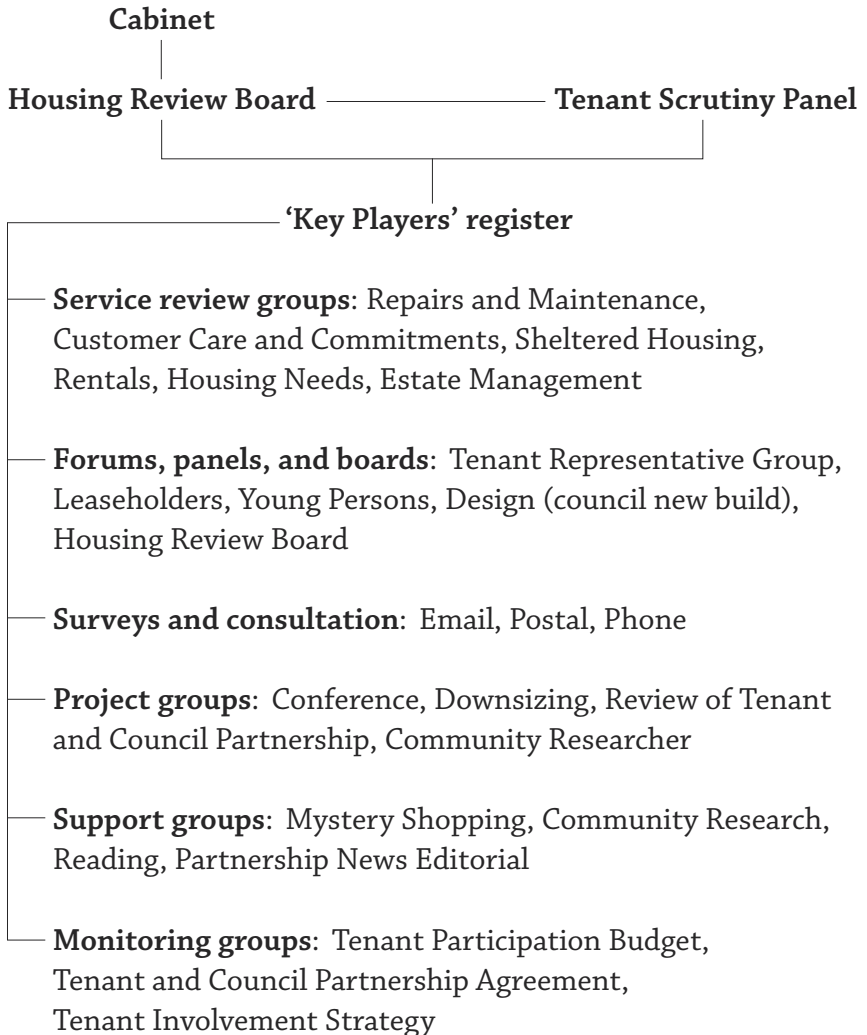 Cabinet
Housing Review Board Tenant Scrutiny Panel
‘Key Players’ register
Service review groups: Repairs and Maintenance,
Customer Care and Commitments, Sheltered Housing,
Rentals, Housing Needs, Estate Management
Forums, panels, and boards: Tenant Representative Group,
Leaseholders, Young Persons, Design (council new build),
Housing Review Board
Surveys and consultation: Email, Postal, Phone
Project groups: Conference, Downsizing, Review of Tenant
and Council Partnership, Community Researcher
Support groups: Mystery Shopping, Community Research,
Reading, Partnership News Editorial
Monitoring groups: Tenant Participation Budget,
Tenant and Council Partnership Agreement,
Tenant Involvement Strategy